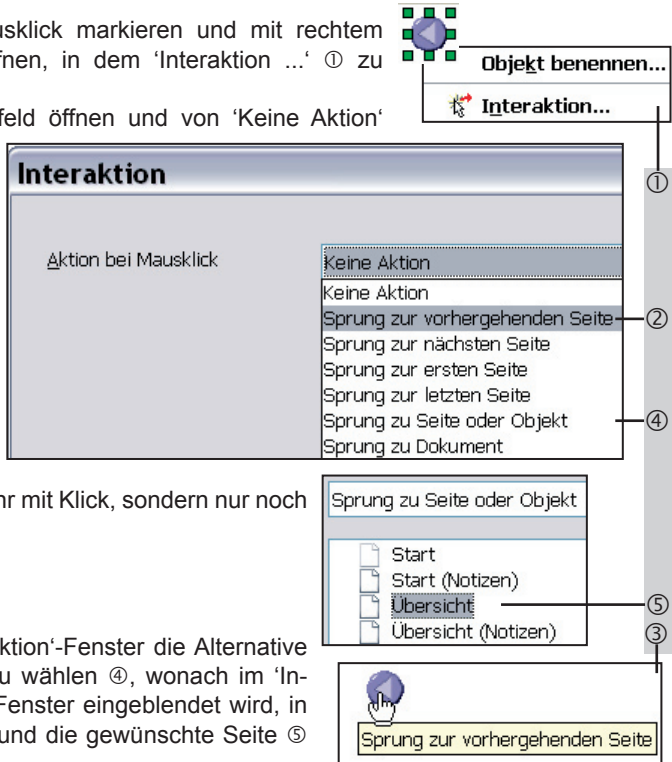 usklick markieren und mit rechtem
fnen, in dem 'Interaktion ...' ① zu
Objekt benennen...
Interaktion...
①
feld öffnen und von 'Keine Aktion'
Interaktion
Aktion bei Mausklick
Keine Aktion
Keine Aktion
Sprung zur vorhergehenden Seite
②
Sprung zur nächsten Seite
Sprung zur ersten Seite
Sprung zur letzten Seite
Sprung zu Seite oder Objekt
④
Sprung zu Dokument
hr mit Klick, sondern nur noch
Sprung zu Seite oder Objekt
Start
Start (Notizen)
Übersicht
⑤
Übersicht (Notizen)
③
ktion'-Fenster die Alternative
u wählen ④, wonach im 'In-
Fenster eingeblendet wird, in
und die gewünschte Seite ⑤
Sprung zur vorhergehenden Seite